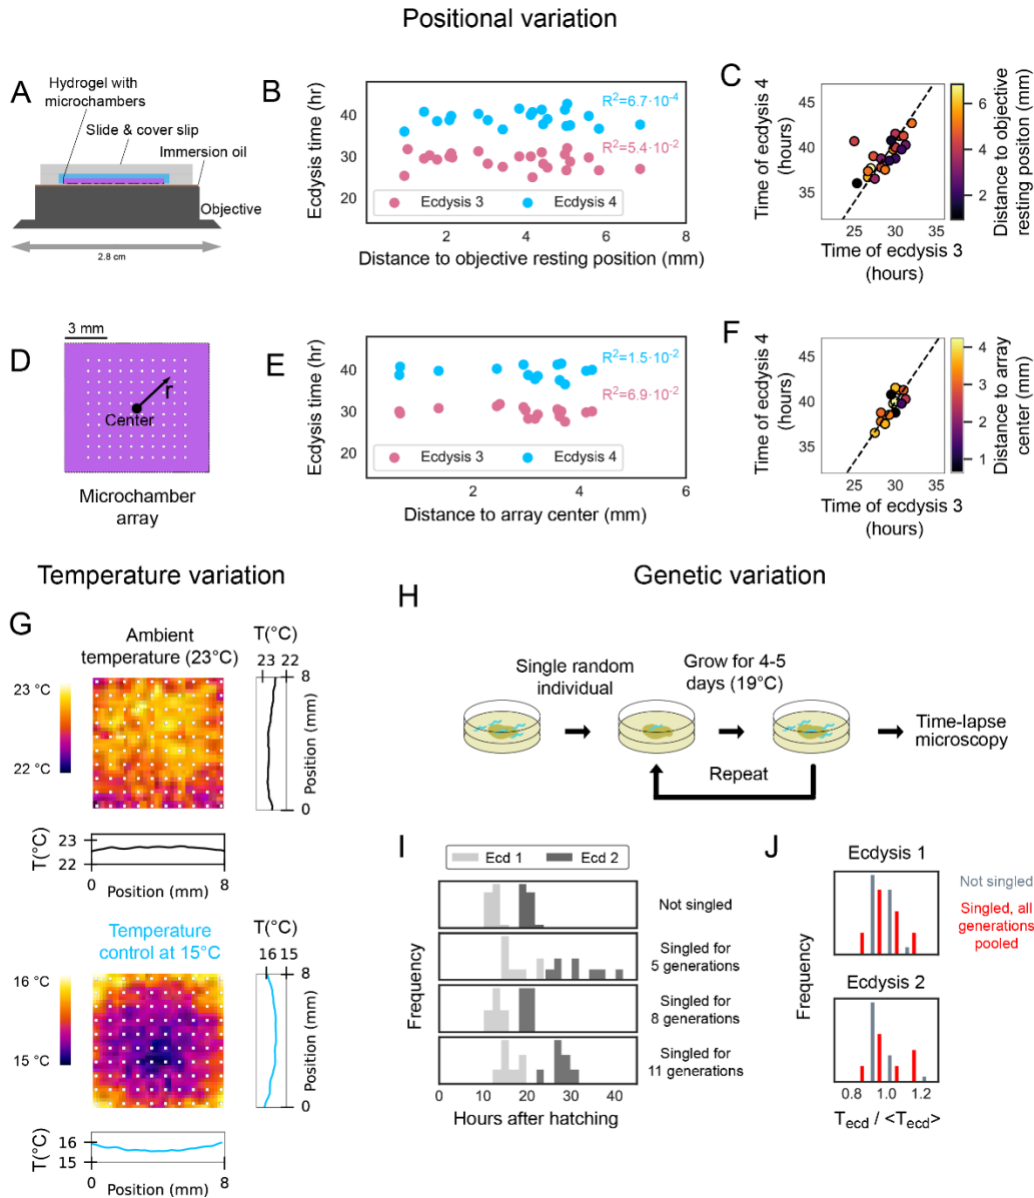 Positional variation
A
Hydrogel with
microchambers
Slide & cover slip
Immersion oil
Objective
2.8 cm
B
Ecdysis time (hr)
40
30
20
R²=6.7·10⁻⁴
R²=5.4·10⁻²
Ecdysis 3
Ecdysis 4
0
2
4
6
8
Distance to objective resting position (mm)
C
Time of ecdysis 4
(hours)
45
40
35
25
30
35
Time of ecdysis 3
(hours)
6
4
2
Distance to objective
resting position (mm)
D
3 mm
r
Center
Microchamber
array
E
Ecdysis time (hr)
40
30
20
R²=1.5·10⁻²
R²=6.9·10⁻²
Ecdysis 3
Ecdysis 4
0
2
4
6
Distance to array center (mm)
F
Time of ecdysis 4
(hours)
45
40
35
25
30
35
Time of ecdysis 3
(hours)
4
3
2
1
Distance to array
center (mm)
Temperature variation
G
Ambient
temperature (23°C)
23 °C
22 °C
T(°C)
23 22
8
0
Position (mm)
T(°C)
23
22
0
Position (mm)
8
Temperature
control at 15°C
16 °C
15 °C
T(°C)
16 15
8
0
Position (mm)
T(°C)
16
15
0
Position (mm)
8
Genetic variation
H
Single random
individual
Grow for 4-5
days (19°C)
Repeat
Time-lapse
microscopy
I
Ecd 1
Ecd 2
Frequency
Not singled
Singled for
5 generations
Singled for
8 generations
Singled for
11 generations
0
10
20
30
40
Hours after hatching
J
Ecdysis 1
Not singled
Singled, all
generations
pooled
Ecdysis 2
Frequency
0.8
1.0
1.2
T_ecd / <T_ecd>